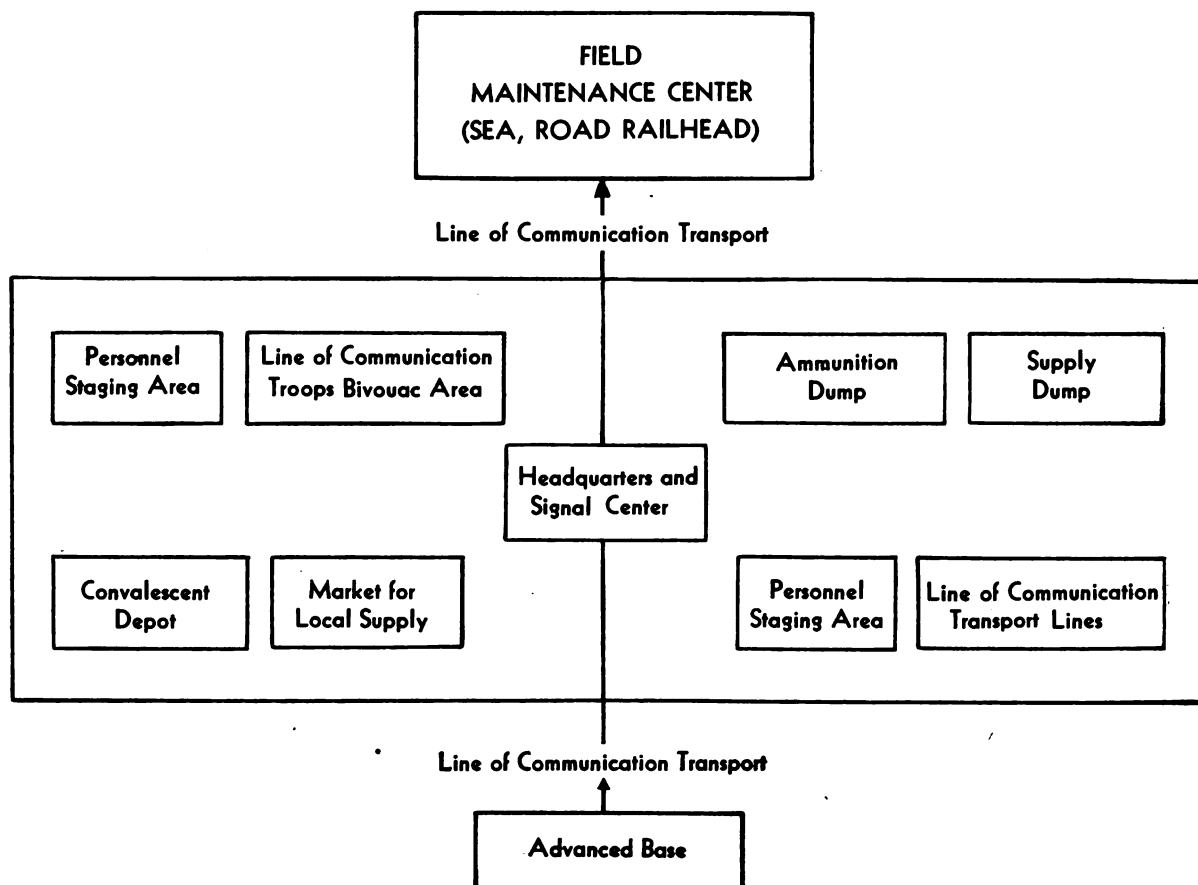 FIELD
MAINTENANCE CENTER
(SEA, ROAD RAILHEAD)
Line of Communication Transport
Personnel
Staging Area
Line of Communication
Troops Bivouac Area
Ammunition
Dump
Supply
Dump
Headquarters and
Signal Center
Convalescent
Depot
Market for
Local Supply
Personnel
Staging Area
Line of Communication
Transport Lines
Line of Communication Transport
Advanced Base